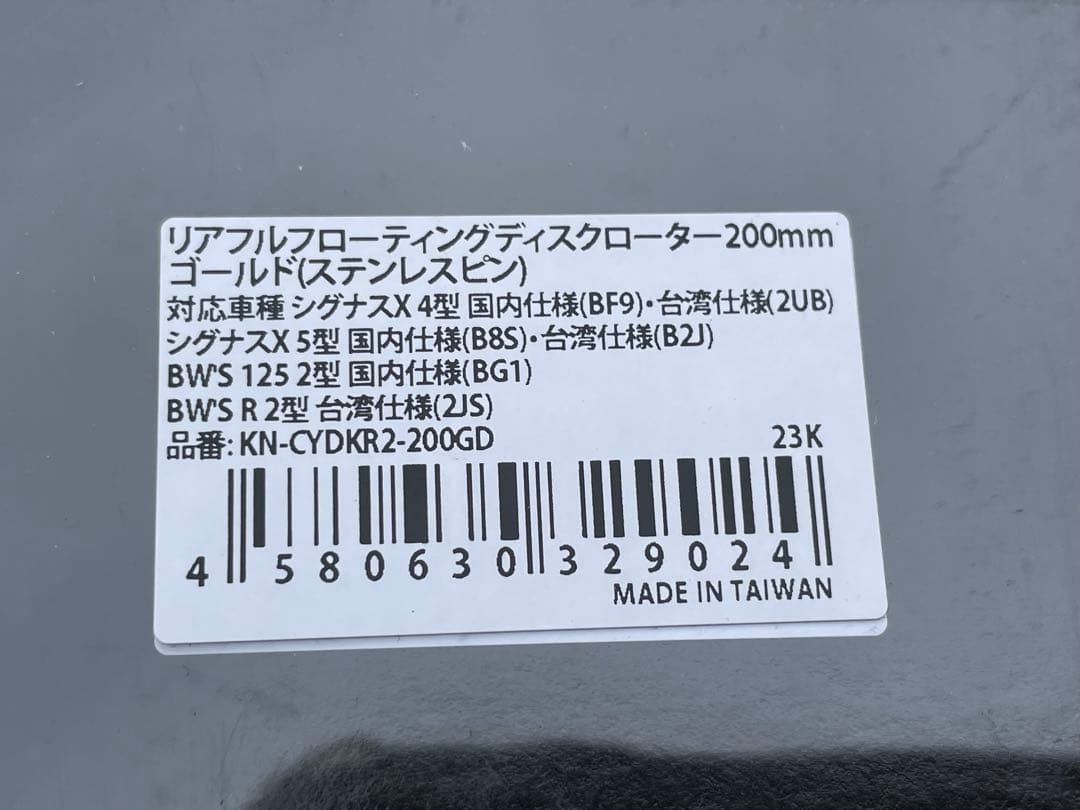 リアフルフローティングディスクローター200mm
ゴールド(ステンレスピン)
対応車種 シグナスX 4型 国内仕様(BF9)・台湾仕様(2UB)
シグナスX 5型 国内仕様(B8S)・台湾仕様(B2J)
BW'S 125 2型 国内仕様(BG1)
BW'S R 2型 台湾仕様(2JS)
品番: KN-CYDKR2-200GD 23K
4 580630 329024
MADE IN TAIWAN